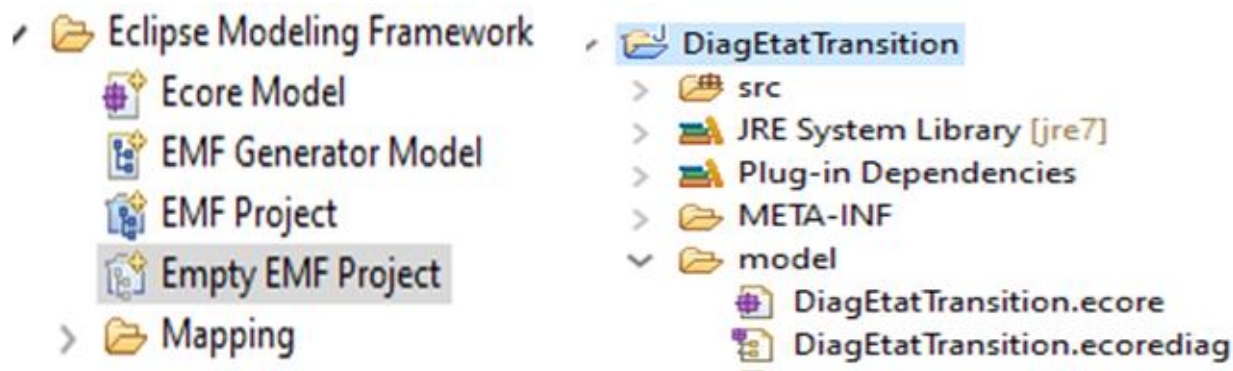 Eclipse Modeling Framework
Ecore Model
EMF Generator Model
EMF Project
Empty EMF Project
Mapping
DiagEtatTransition
src
JRE System Library [jre7]
Plug-in Dependencies
META-INF
model
DiagEtatTransition.ecore
DiagEtatTransition.ecorediag